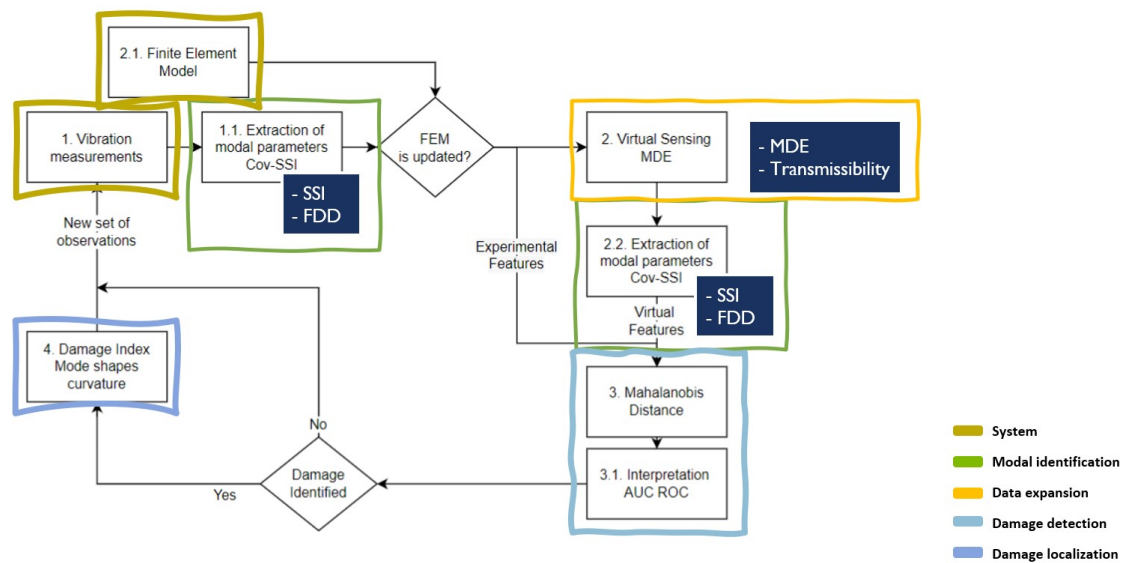 2.1. Finite Element
Model
1. Vibration
measurements
1.1. Extraction of
modal parameters
Cov-SSI
- SSI
- FDD
FEM
is updated?
2. Virtual Sensing
MDE
- MDE
- Transmissibility
New set of
observations
Experimental
Features
2.2. Extraction of
modal parameters
Cov-SSI
- SSI
- FDD
Virtual
Features
4. Damage Index
Mode shapes
curvature
3. Mahalanobis
Distance
No
Damage
Identified
Yes
3.1. Interpretation
AUC ROC
System
Modal identification
Data expansion
Damage detection
Damage localization